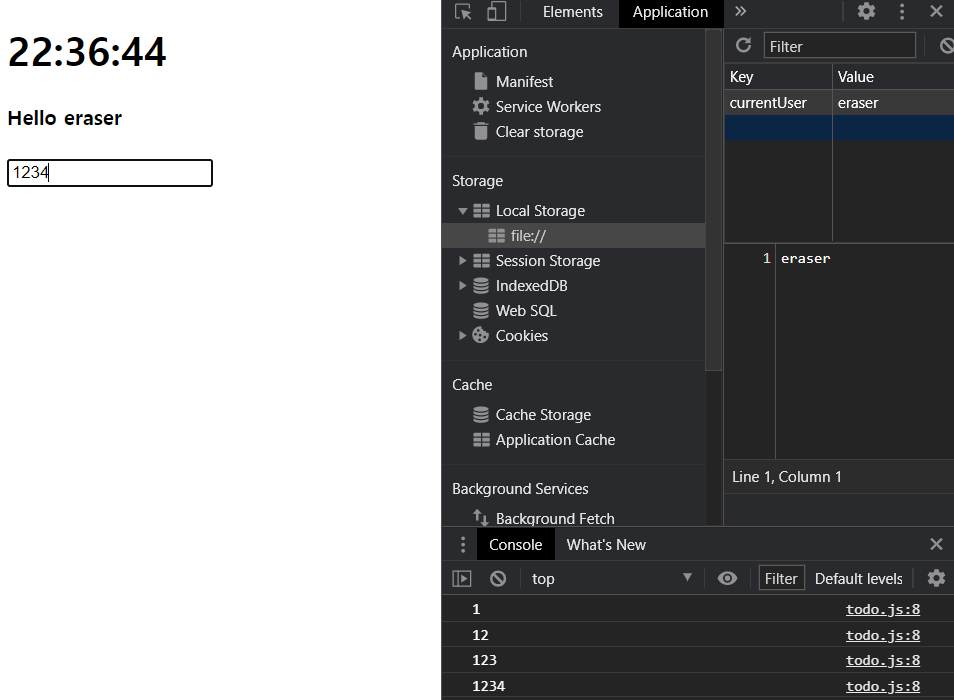 22:36:44
Hello eraser
1234
Elements
Application
Application
Manifest
Service Workers
Clear storage
Storage
Local Storage
file://
Session Storage
IndexedDB
Web SQL
Cookies
Cache
Cache Storage
Application Cache
Background Services
Background Fetch
Filter
Key Value
currentUser eraser
1 eraser
Line 1, Column 1
Console What's New
top Filter Default levels
1 todo.js:8
12 todo.js:8
123 todo.js:8
1234 todo.js:8